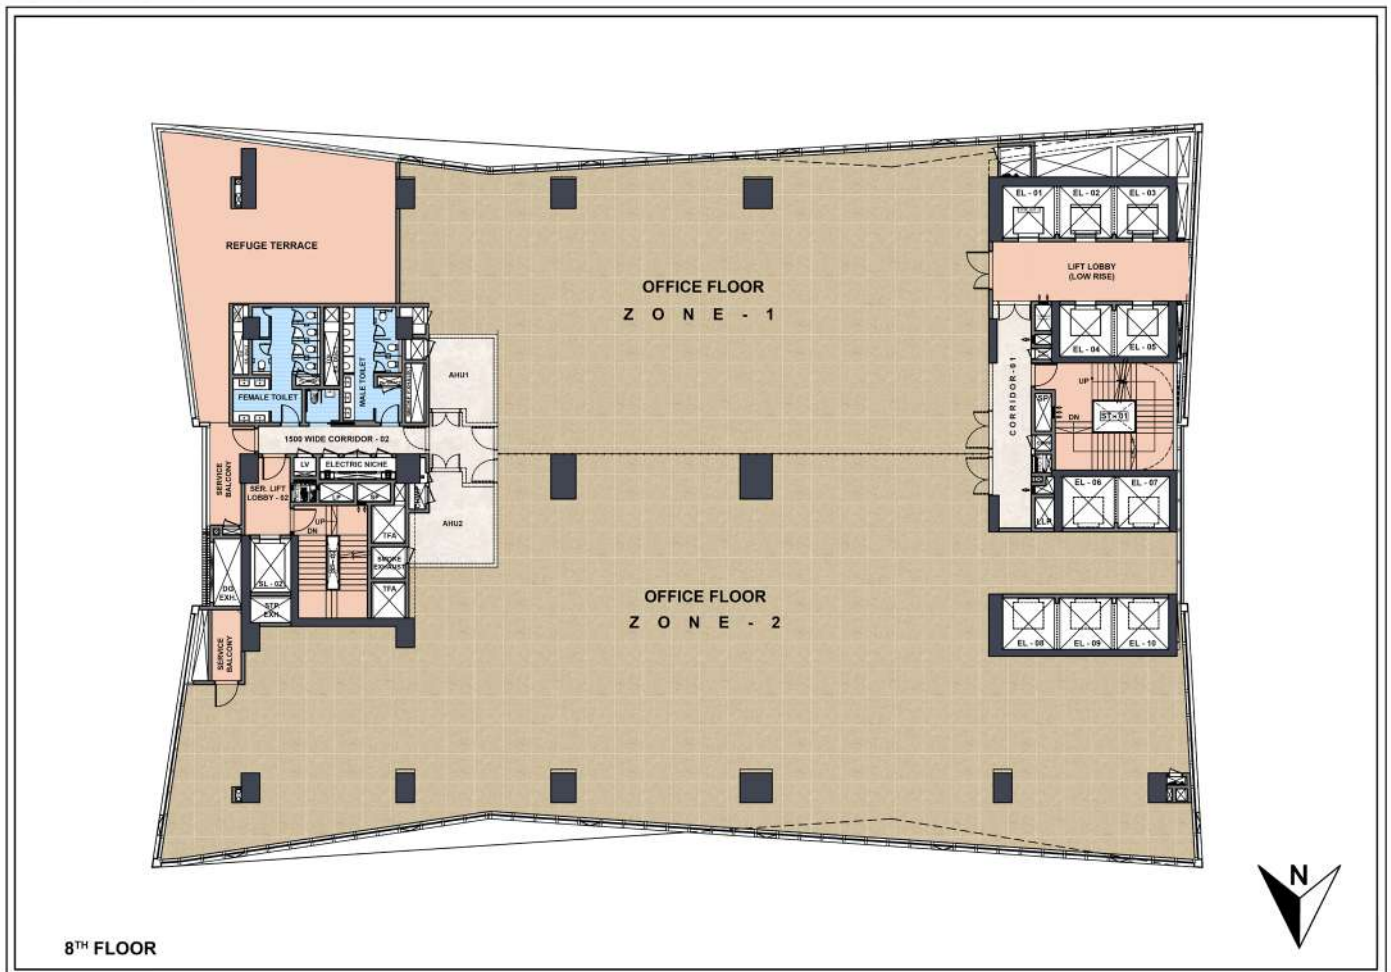 EL - 01
EL - 02
EL - 03
REFUGE TERRACE
LIFT LOBBY
(LOW RISE)
OFFICE FLOOR
ZONE - 1
EL - 04
EL - 05
AHU1
UP
MALE TOILET
FEMALE TOILET
SP
DN
ST - 01
CORRIDOR - 01
1500 WIDE CORRIDOR - 02
LV
ELECTRIC NICHE
SERVICE
BALCONY
SER. LIFT
LOBBY - 02
EL - 06
EL - 07
UP
DN
AHU2
TFA
SMOKE
EXHAUST
SL - 02
DG
EXH.
TFA
STP.
EXH.
OFFICE FLOOR
ZONE - 2
EL - 08
EL - 09
EL - 10
SERVICE
BALCONY
N
8TH FLOOR